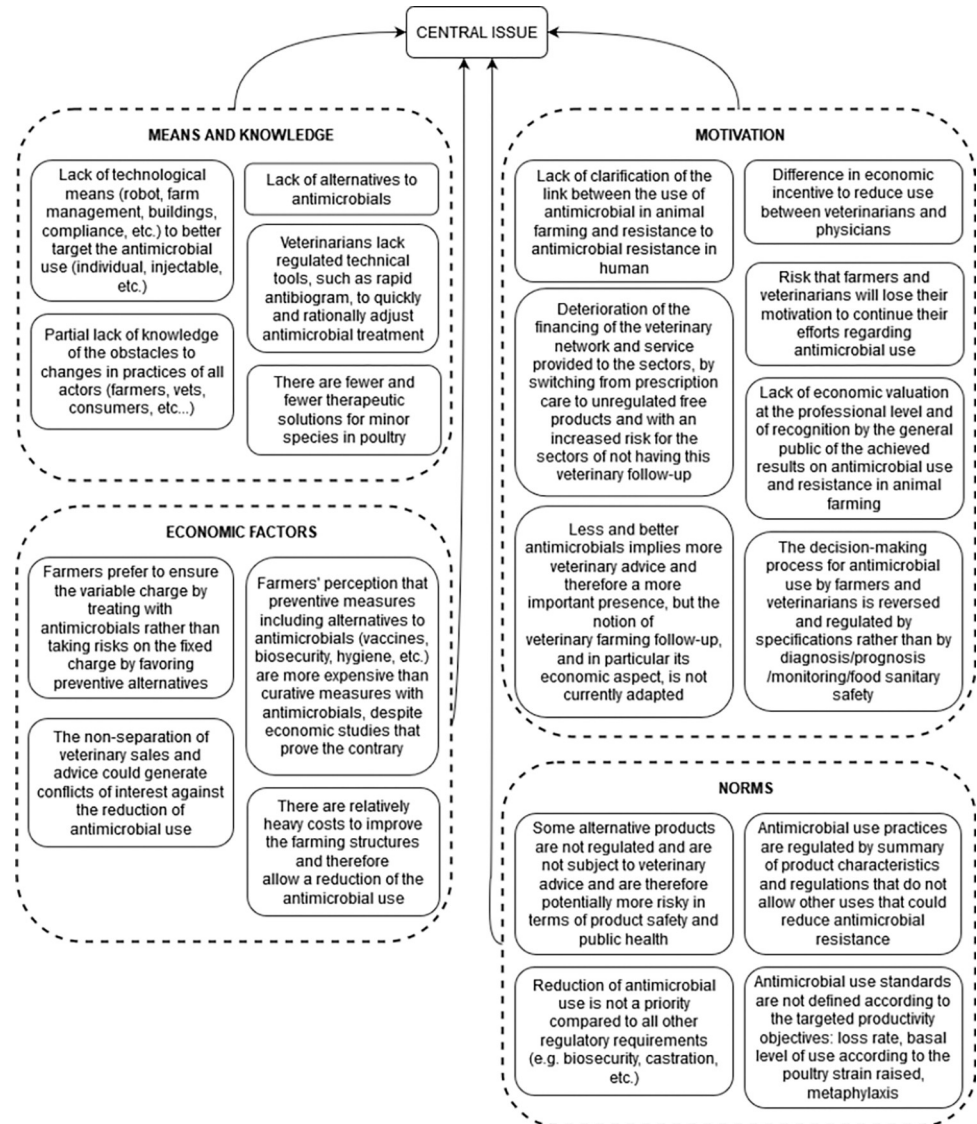 CENTRAL ISSUE
MEANS AND KNOWLEDGE
Lack of technological
means (robot, farm
management, buildings,
compliance, etc.) to better
target the antimicrobial
use (individual, injectable,
etc.)
Partial lack of knowledge
of the obstacles to
changes in practices of all
actors (farmers, vets,
consumers, etc...)
Lack of alternatives to
antimicrobials
Veterinarians lack
regulated technical
tools, such as rapid
antibiogram, to quickly
and rationally adjust
antimicrobial treatment
There are fewer and
fewer therapeutic
solutions for minor
species in poultry
ECONOMIC FACTORS
Farmers prefer to ensure
the variable charge by
treating with
antimicrobials rather than
taking risks on the fixed
charge by favoring
preventive alternatives
The non-separation of
veterinary sales and
advice could generate
conflicts of interest against
the reduction of
antimicrobial use
Farmers' perception that
preventive measures
including alternatives to
antimicrobials (vaccines,
biosecurity, hygiene, etc.)
are more expensive than
curative measures with
antimicrobials, despite
economic studies that
prove the contrary
There are relatively
heavy costs to improve
the farming structures
and therefore
allow a reduction of the
antimicrobial use
MOTIVATION
Lack of clarification of the
link between the use of
antimicrobial in animal
farming and resistance to
antimicrobial resistance in
human
Deterioration of the
financing of the veterinary
network and service
provided to the sectors, by
switching from prescription
care to unregulated free
products and with an
increased risk for the
sectors of not having this
veterinary follow-up
Less and better
antimicrobials implies more
veterinary advice and
therefore a more
important presence, but the
notion of
veterinary farming follow-up,
and in particular its
economic aspect, is not
currently adapted
Difference in economic
incentive to reduce use
between veterinarians and
physicians
Risk that farmers and
veterinarians will lose their
motivation to continue their
efforts regarding
antimicrobial use
Lack of economic valuation
at the professional level and
of recognition by the general
public of the achieved
results on antimicrobial use
and resistance in animal
farming
The decision-making
process for antimicrobial
use by farmers and
veterinarians is reversed
and regulated by
specifications rather than by
diagnosis/prognosis
/monitoring/food sanitary
safety
NORMS
Some alternative products
are not regulated and are
not subject to veterinary
advice and are therefore
potentially more risky in
terms of product safety and
public health
Reduction of antimicrobial
use is not a priority
compared to all other
regulatory requirements
(e.g. biosecurity, castration,
etc.)
Antimicrobial use practices
are regulated by summary
of product characteristics
and regulations that do not
allow other uses that could
reduce antimicrobial
resistance
Antimicrobial use standards
are not defined according to
the targeted productivity
objectives: loss rate, basal
level of use according to the
poultry strain raised,
metaphylaxis